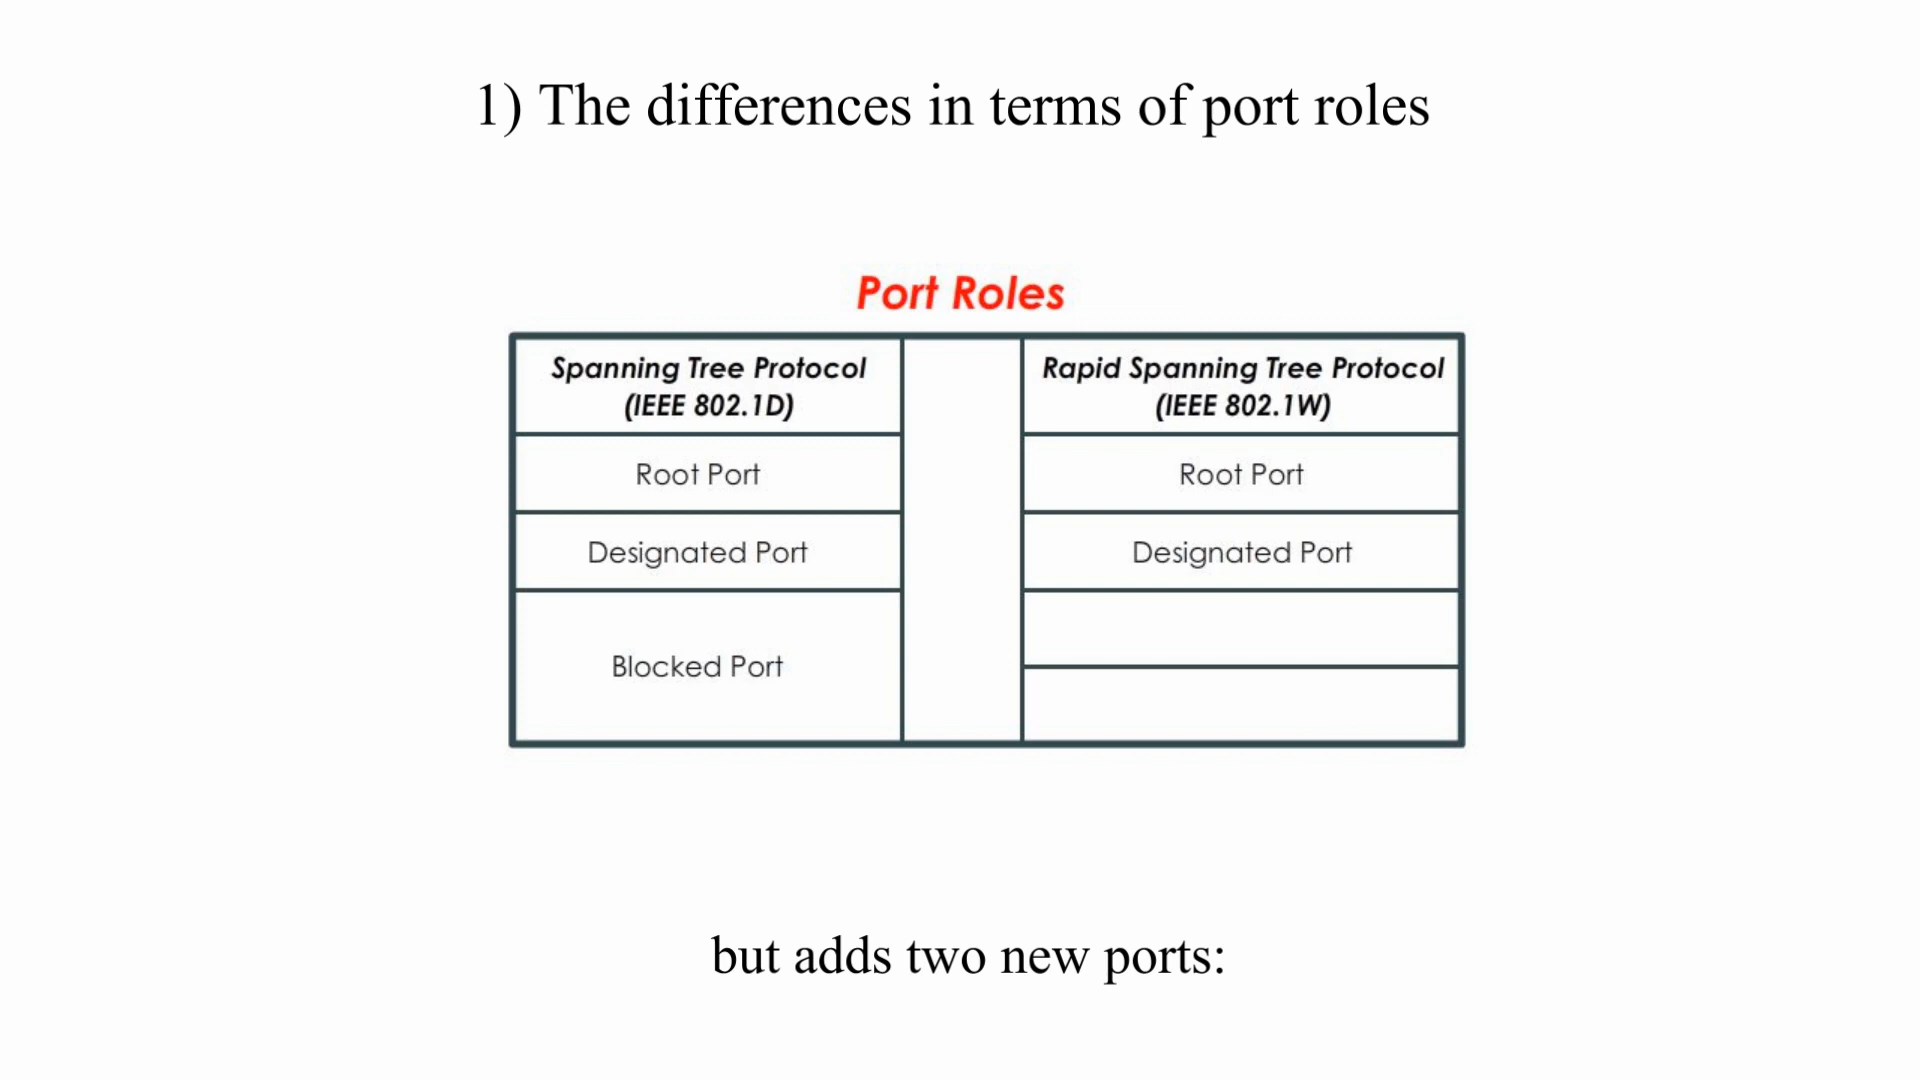 1) The differences in terms of port roles
Port Roles
Spanning Tree Protocol
(IEEE 802.1D)
Rapid Spanning Tree Protocol
(IEEE 802.1W)
Root Port
Root Port
Designated Port
Designated Port
Blocked Port
but adds two new ports: